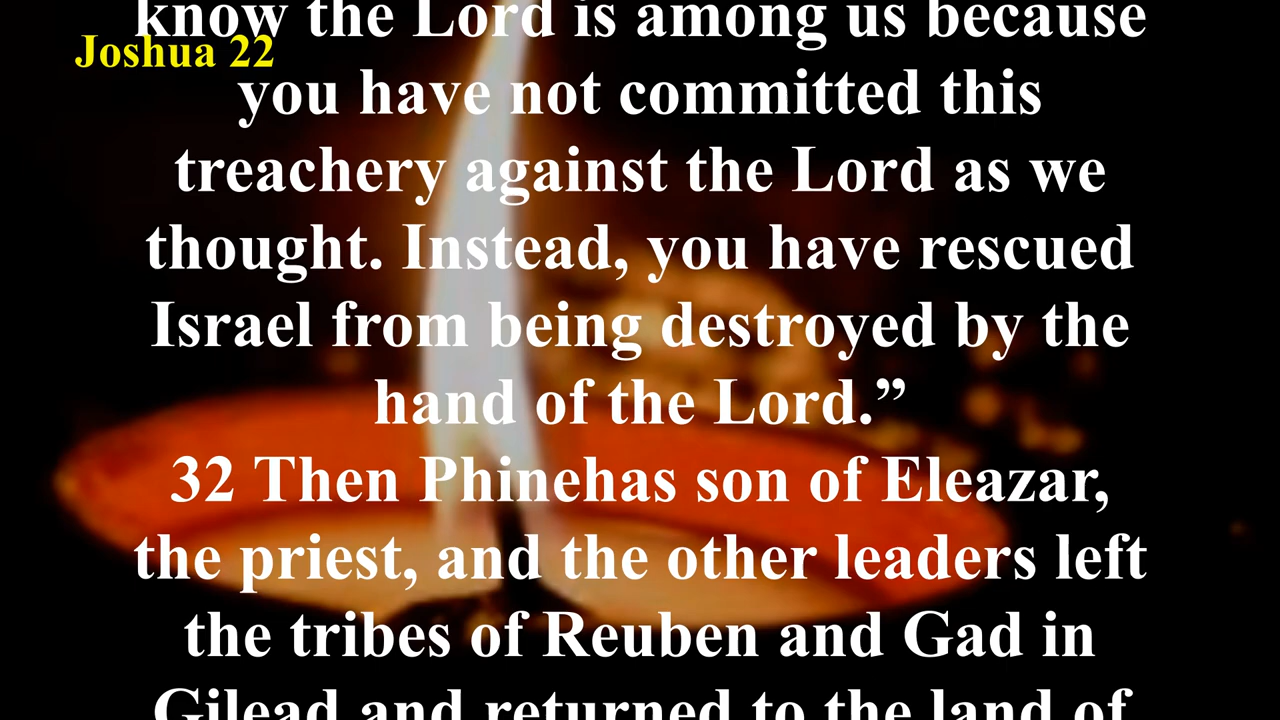 know the Lord is among us because
Joshua 22
you have not committed this
treachery against the Lord as we
thought. Instead, you have rescued
Israel from being destroyed by the
hand of the Lord.”
32 Then Phinehas son of Eleazar,
the priest, and the other leaders left
the tribes of Reuben and Gad in
Gilead and returned to the land of